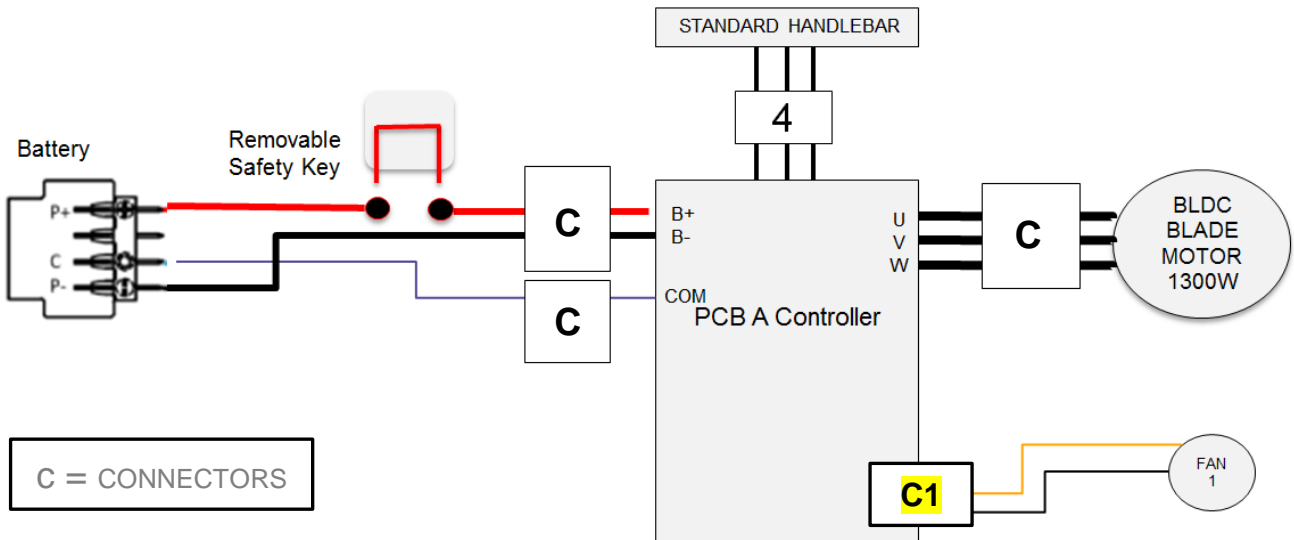 STANDARD HANDLEBAR
4
Battery
Removable
Safety Key
P+
C
P-
C
B+
B-
C
COM
PCB A Controller
U
V
W
C
BLDC
BLADE
MOTOR
1300W
C = CONNECTORS
C1
FAN
1